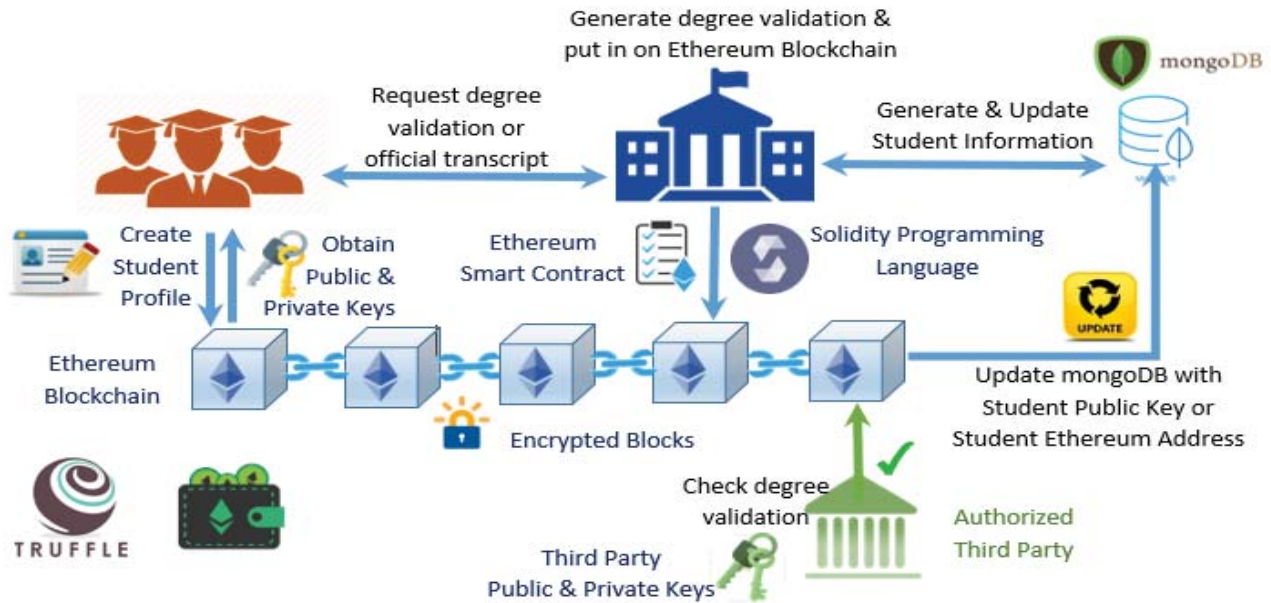 Generate degree validation &
put in on Ethereum Blockchain
mongoDB
Request degree
validation or
official transcript
Generate & Update
Student Information
Create
Student
Profile
Obtain
Public &
Private Keys
Ethereum
Smart Contract
Solidity Programming
Language
UPDATE
Ethereum
Blockchain
Encrypted Blocks
Update mongoDB with
Student Public Key or
Student Ethereum Address
TRUFFLE
Check degree
validation
Authorized
Third Party
Third Party
Public & Private Keys